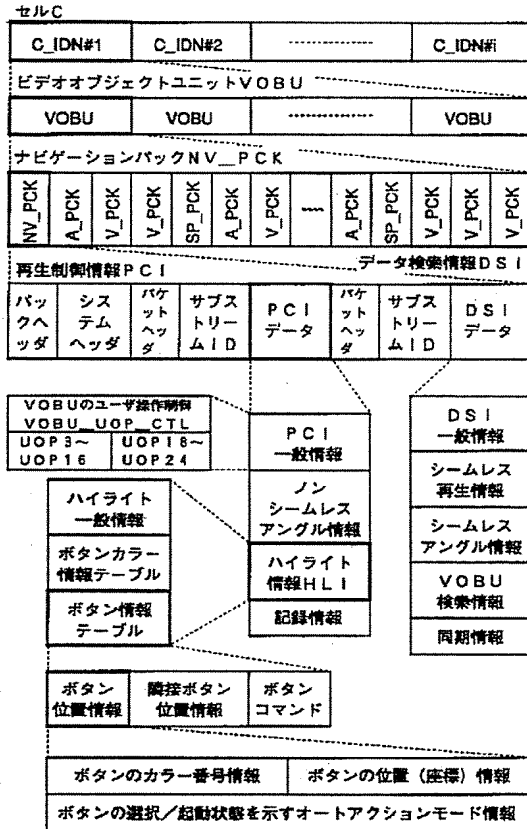 セルC
C_IDN#1 C_IDN#2 C_IDN#i
ビデオオブジェクトユニットVOBU
VOBU VOBU VOBU
ナビゲーションパックNV__PCK
NV_PCK A_PCK V_PCK V_PCK SP_PCK A_PCK V_PCK A_PCK SP_PCK V_PCK V_PCK V_PCK
再生制御情報PCI データ検索情報DSI
パックヘッダ
システムヘッダ
パケットヘッダ
サブストリームID
PCIデータ
パケットヘッダ
サブストリームID
DSIデータ
VOBUのユーザ操作制御
VOBU__UOP__CTL
UOP3～
UOP16
UOP18～
UOP24
PCI
一般情報
ノン
シームレス
アングル情報
ハイライト
情報HLI
記録情報
DSI
一般情報
シームレス
再生情報
シームレス
アングル情報
VOBU
検索情報
同期情報
ハイライト
一般情報
ボタンカラー
情報テーブル
ボタン情報
テーブル
ボタン
位置情報
隣接ボタン
位置情報
ボタン
コマンド
ボタンのカラー番号情報 ボタンの位置（座標）情報
ボタンの選択／起動状態を示すオートアクションモード情報